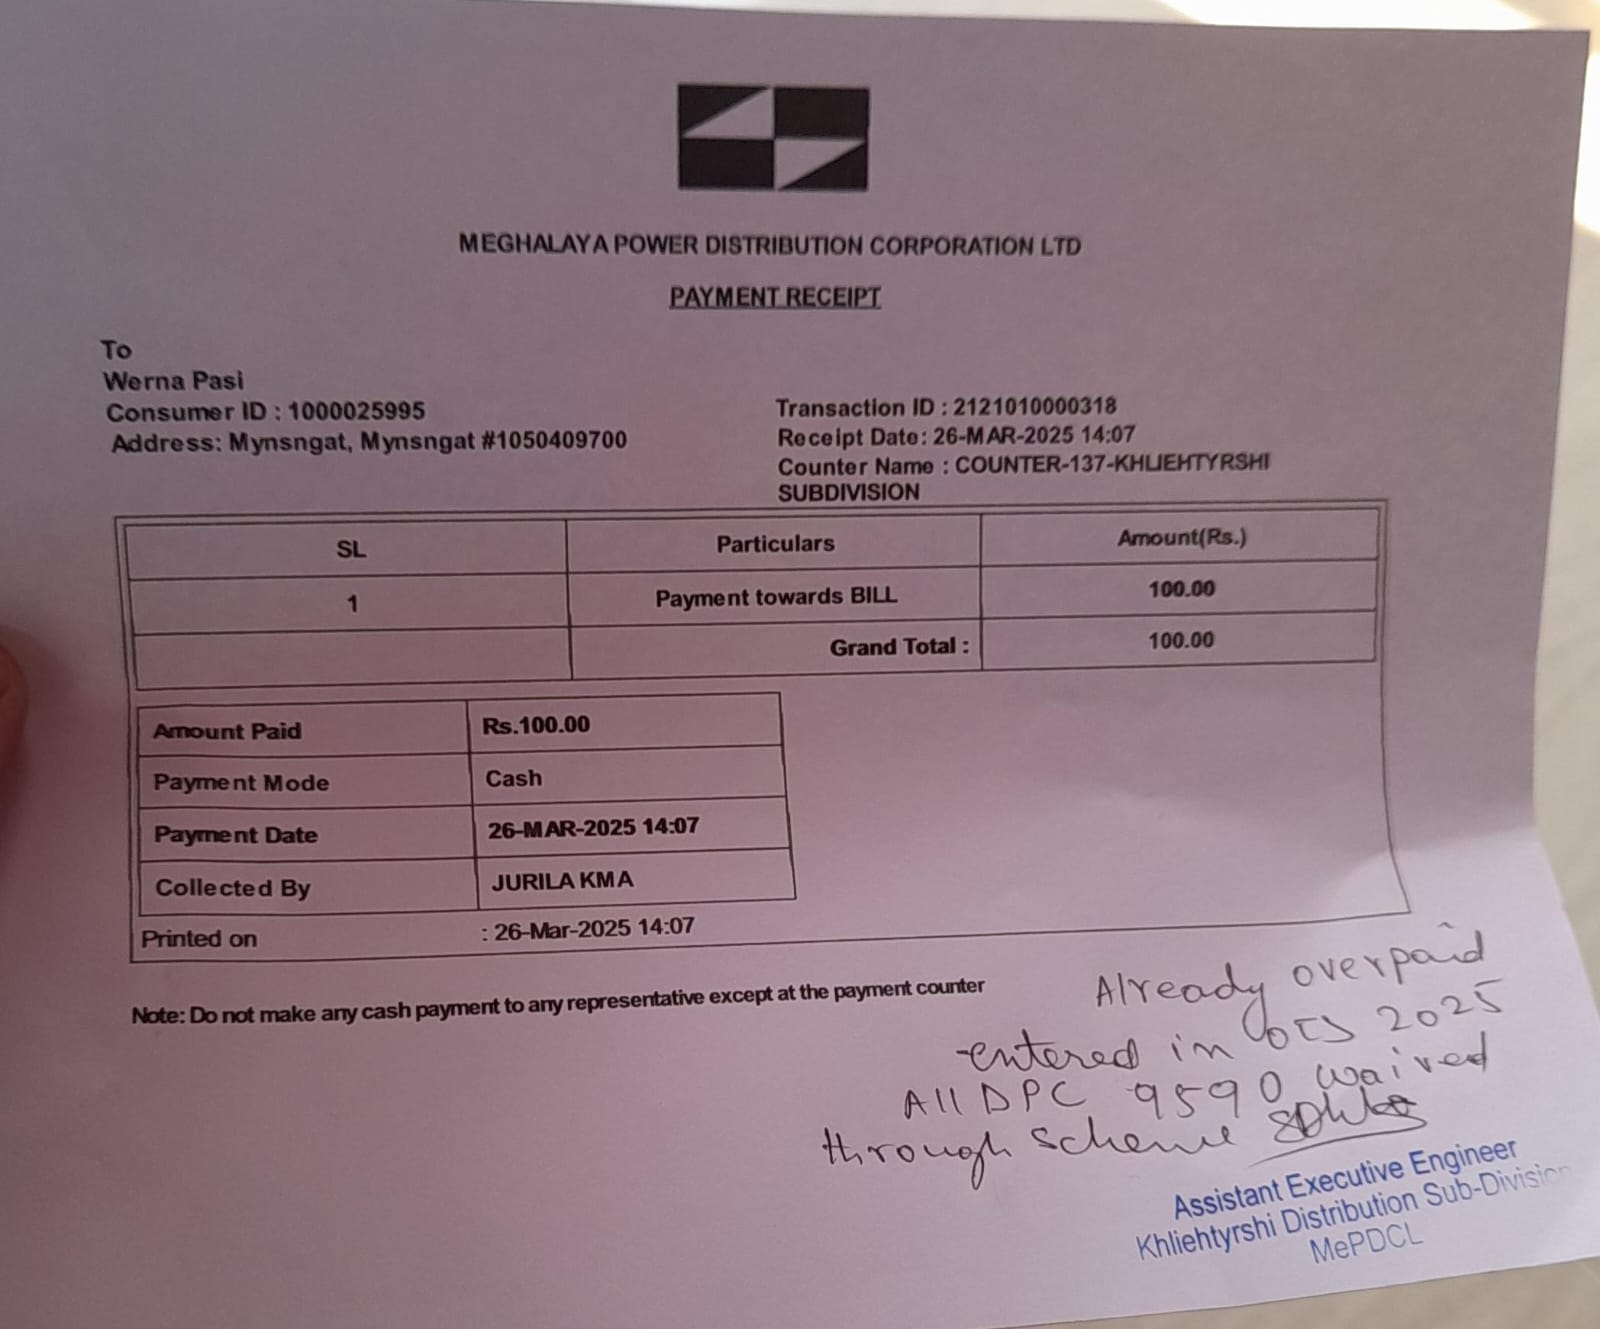 MEGHALAYA POWER DISTRIBUTION CORPORATION LTD
PAYMENT RECEIPT
To
Werna Pasi
Consumer ID : 1000025995
Address: Mynsngat, Mynsngat #1050409700
Transaction ID : 2121010000318
Receipt Date: 26-MAR-2025 14:07
Counter Name : COUNTER-137-KHLIEHTYRSHI
SUBDIVISION
SL Particulars Amount(Rs.)
1 Payment towards BILL 100.00
Grand Total : 100.00
Amount Paid Rs.100.00
Payment Mode Cash
Payment Date 26-MAR-2025 14:07
Collected By JURILA KMA
Printed on : 26-Mar-2025 14:07
Note: Do not make any cash payment to any representative except at the payment counter
Already overpaid
entered in OTS 2025
All DPC 9590 waived
through scheme
Assistant Executive Engineer
Khliehtyrshi Distribution Sub-Division
MePDCL